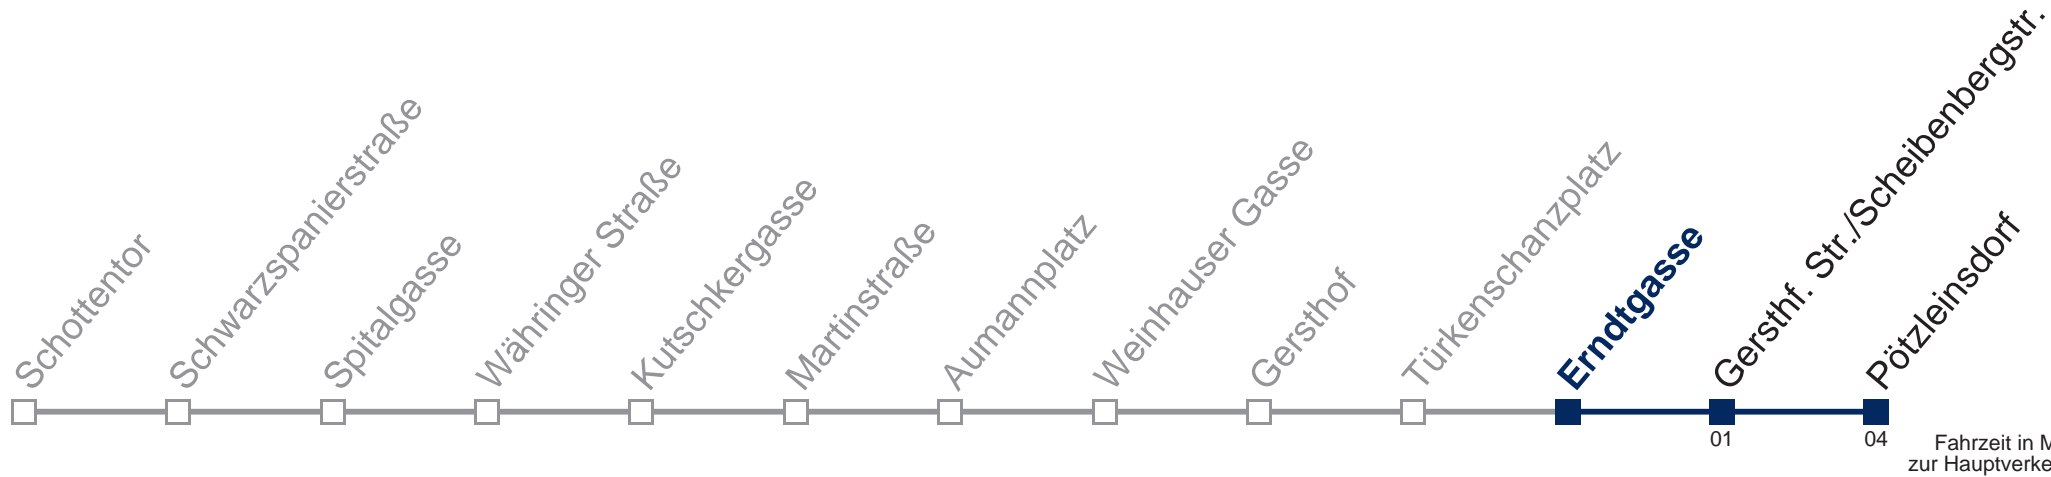 Schottentor
Schwarzspanierstraße
Spitalgasse
Währinger Straße
Kutschkergasse
Martinstraße
Aumannplatz
Weinhauser Gasse
Gersthof
Türkenschanzplatz
Erndtgasse
Gersthf. Str./Scheibenbergstr.
Pötzleinsdorf
01
04
Fahrzeit in M
zur Hauptverke